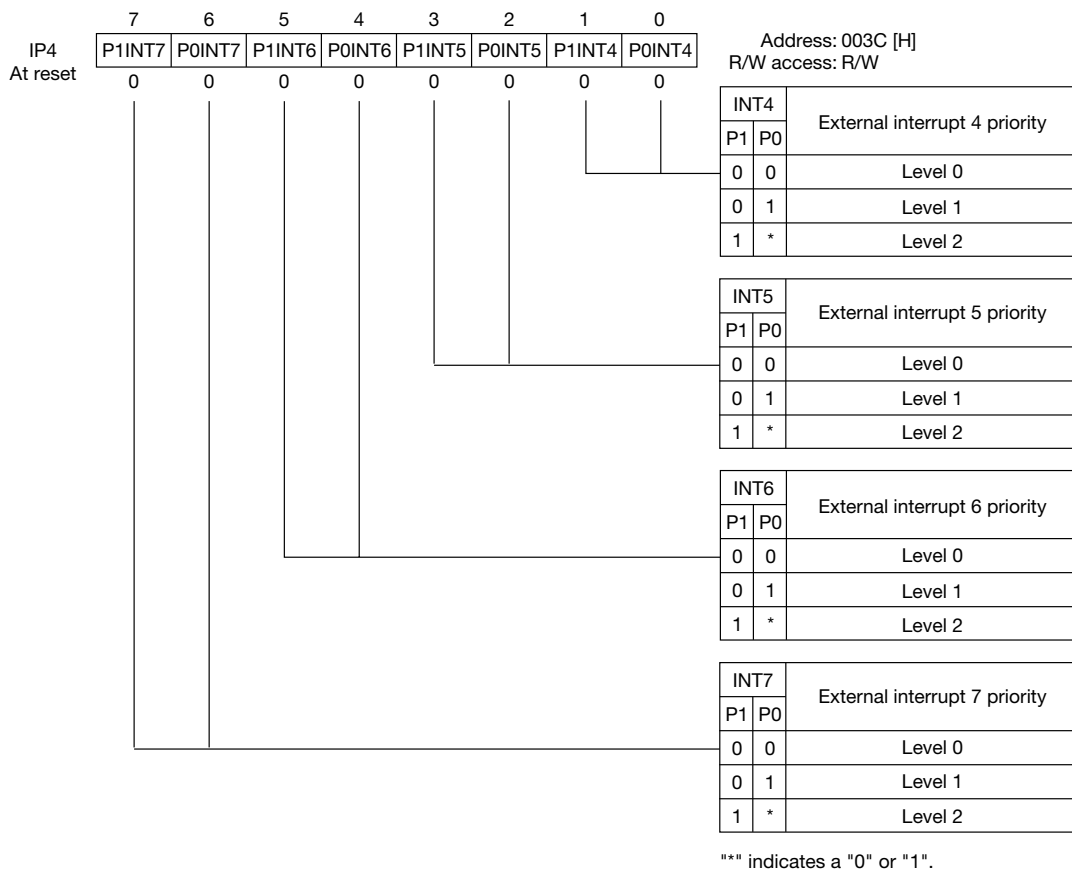 7 6 5 4 3 2 1 0
IP4 P1INT7 P0INT7 P1INT6 P0INT6 P1INT5 P0INT5 P1INT4 P0INT4
At reset 0 0 0 0 0 0 0 0
Address: 003C [H]
R/W access: R/W
INT4 External interrupt 4 priority
P1 P0
0 0 Level 0
0 1 Level 1
1 * Level 2
INT5 External interrupt 5 priority
P1 P0
0 0 Level 0
0 1 Level 1
1 * Level 2
INT6 External interrupt 6 priority
P1 P0
0 0 Level 0
0 1 Level 1
1 * Level 2
INT7 External interrupt 7 priority
P1 P0
0 0 Level 0
0 1 Level 1
1 * Level 2
"*" indicates a "0" or "1".